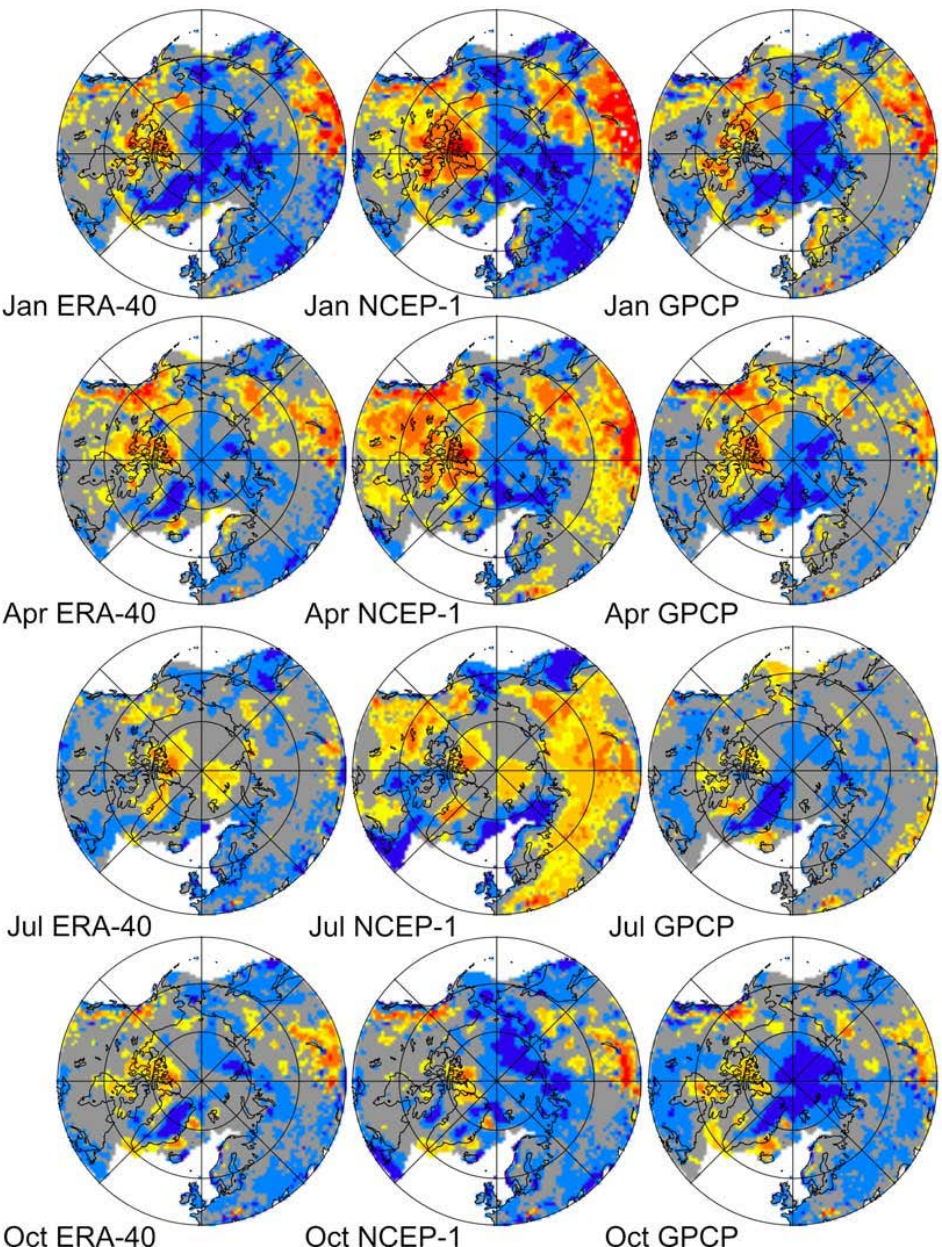 Jan ERA-40 Jan NCEP-1 Jan GPCP
Apr ERA-40 Apr NCEP-1 Apr GPCP
Jul ERA-40 Jul NCEP-1 Jul GPCP
Oct ERA-40 Oct NCEP-1 Oct GPCP